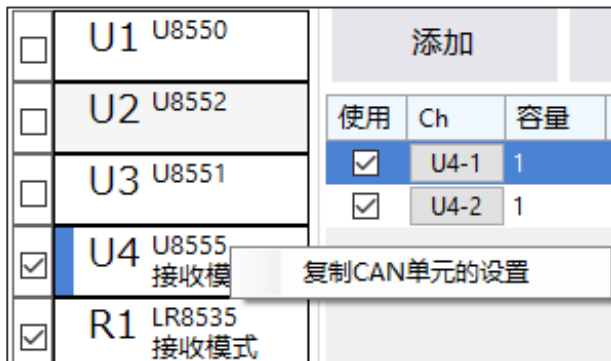 U1 U8550
U2 U8552
U3 U8551
U4 U8555
接收模
R1 LR8535
接收模式
添加
使用 Ch 容量
U4-1 1
U4-2 1
复制CAN单元的设置